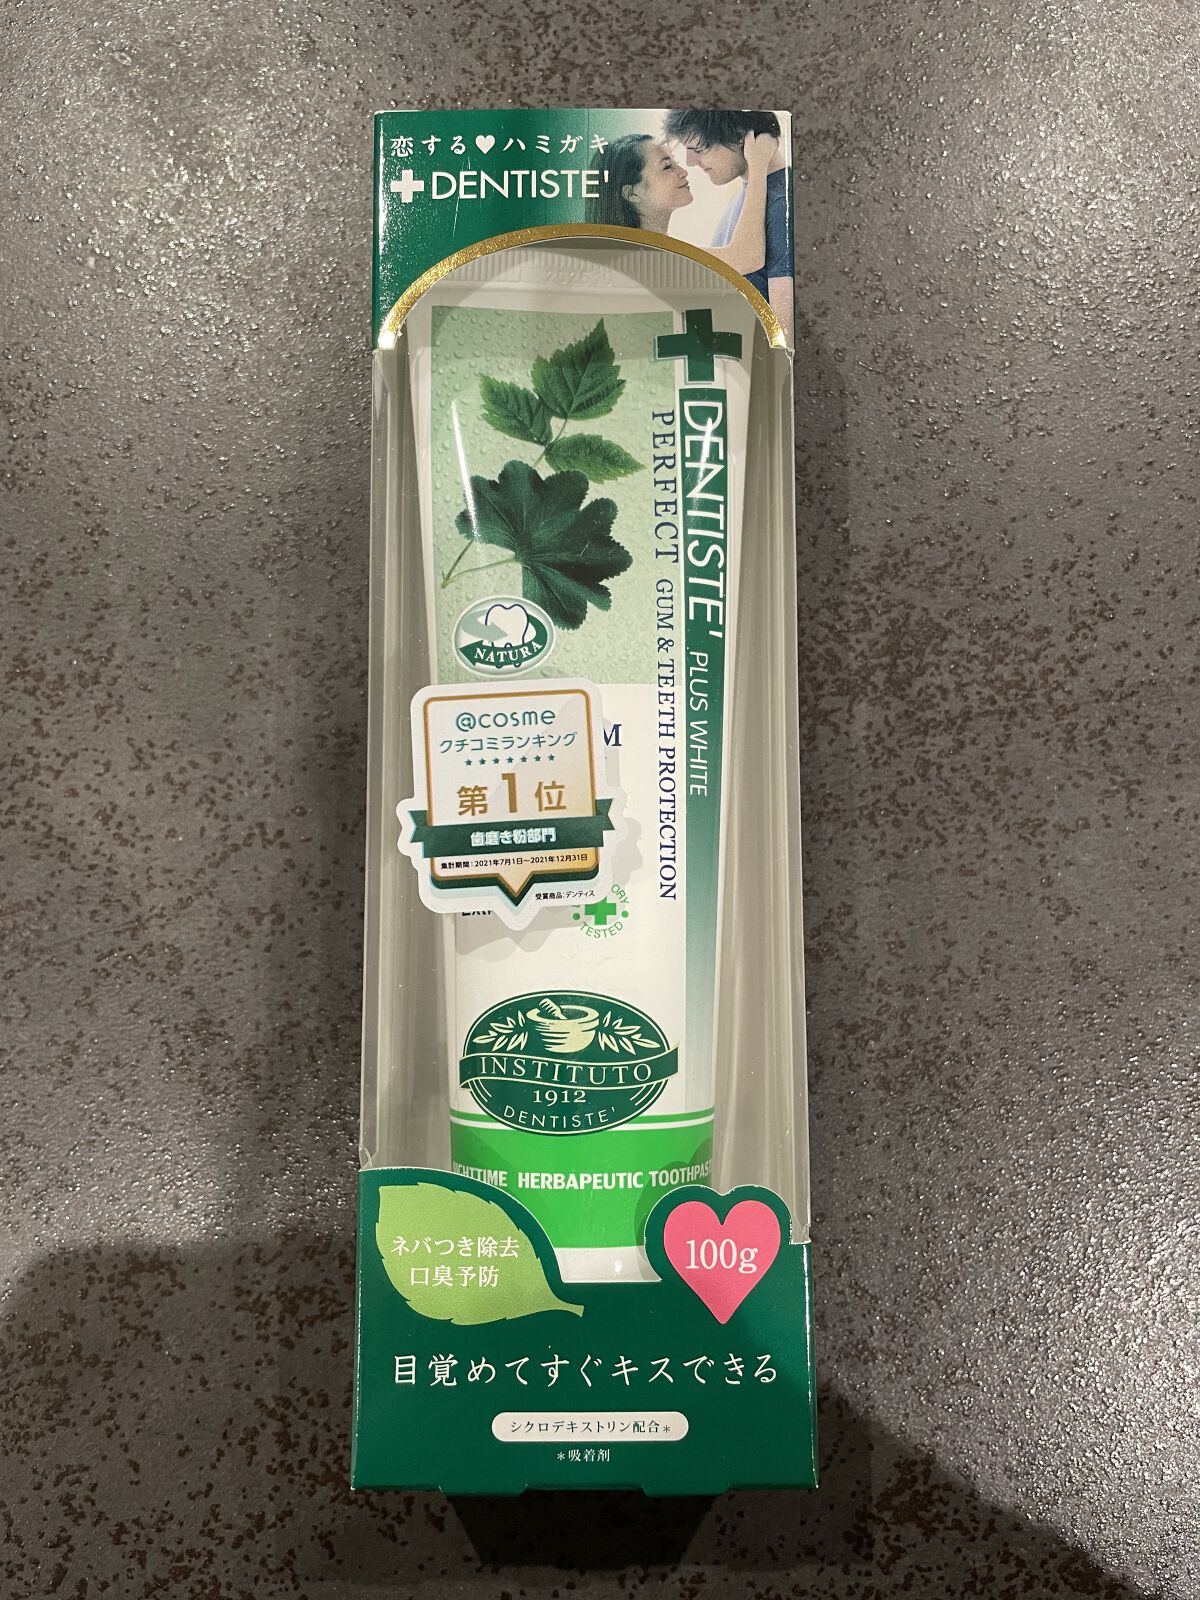 恋する♥ハミガキ
DENTISTE'
DENTISTE' PLUS WHITE
PERFECT GUM & TEETH PROTECTION
NATURA
@cosme
クチコミランキング
★★★★★★★
第1位
歯磨き粉部門
集計期間:2021年7月1日~2021年12月31日
受賞商品:デンティス
TESTED
INSTITUTO
1912
DENTISTE'
HERBAPEUTIC
ネバつき除去
口臭予防
100g
目覚めてすぐキスできる
シクロデキストリン配合*
*吸着剤